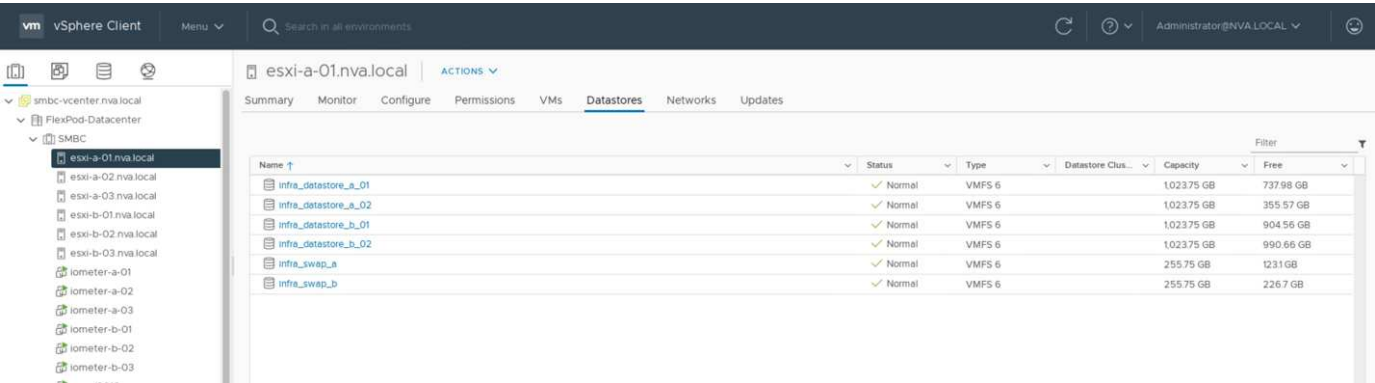 vm vSphere Client Menu Search in all environments Administrator@NVA.LOCAL
esxi-a-01.nva.local ACTIONS
Summary Monitor Configure Permissions VMs Datastores Networks Updates
smbc-vcenter.nva.local
FlexPod-Datacenter
SMBC
esxi-a-01.nva.local
esxi-a-02.nva.local
esxi-a-03.nva.local
esxi-b-01.nva.local
esxi-b-02.nva.local
esxi-b-03.nva.local
iometer-a-01
iometer-a-02
iometer-a-03
iometer-b-01
iometer-b-02
iometer-b-03
Filter
Name Status Type Datastore Clus... Capacity Free
infra_datastore_a_01 Normal VMFS 6 1,023.75 GB 737.98 GB
infra_datastore_a_02 Normal VMFS 6 1,023.75 GB 355.57 GB
infra_datastore_b_01 Normal VMFS 6 1,023.75 GB 904.56 GB
infra_datastore_b_02 Normal VMFS 6 1,023.75 GB 990.66 GB
infra_swap_a Normal VMFS 6 255.75 GB 123.1 GB
infra_swap_b Normal VMFS 6 255.75 GB 226.7 GB